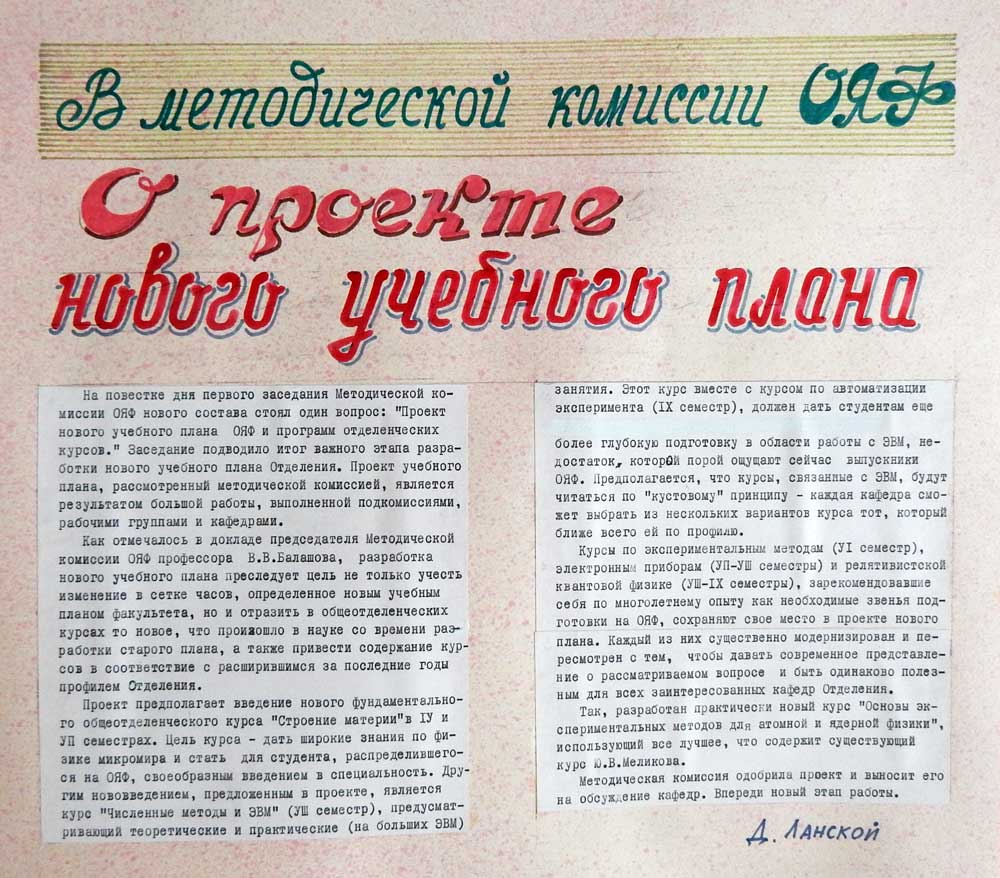 В методической комиссии ОЯФ
О проекте
нового учебного плана
На повестке дня первого заседания Методической ко-
миссии ОЯФ нового состава стоял один вопрос: "Проект
нового учебного плана ОЯФ и программ отделенческих
курсов." Заседание подводило итог важного этапа разра-
ботки нового учебного плана Отделения. Проект учебного
плана, рассмотренный методической комиссией, является
результатом большой работы, выполненной подкомиссиями,
рабочими группами и кафедрами.
Как отмечалось в докладе председателя Методической
комиссии ОЯФ профессора В.В.Балашова, разработка
нового учебного плана преследует цель не только учесть
изменение в сетке часов, определенное новым учебным
планом факультета, но и отразить в общеотделенческих
курсах то новое, что произошло в науке со времени раз-
работки старого плана, а также привести содержание кур-
сов в соответствие с расширившимся за последние годы
профилем Отделения.
Проект предполагает введение нового фундаментально-
го общеотделенческого курса "Строение материи"в IУ и
УП семестрах. Цель курса - дать широкие знания по фи-
зике микромира и стать для студента, распределившего-
ся на ОЯФ, своеобразным введением в специальность. Дру-
гим нововведением, предложенным в проекте, является
курс "Численные методы и ЭВМ" (УШ семестр), предусмат-
ривающий теоретические и практические (на больших ЭВМ)
занятия. Этот курс вместе с курсом по автоматизации
эксперимента (IX семестр), должен дать студентам еще
более глубокую подготовку в области работы с ЭВМ, не-
достаток, которой порой ощущают сейчас выпускники
ОЯФ. Предполагается, что курсы, связанные с ЭВМ, будут
читаться по "кустовому" принципу - каждая кафедра смо-
жет выбрать из нескольких вариантов курса тот, который
ближе всего ей по профилю.
Курсы по экспериментальным методам (УI семестр),
электронным приборам (УП-УШ семестры) и релятивистской
квантовой физике (УШ-IX семестры), зарекомендовавшие
себя по многолетнему опыту как необходимые звенья под-
готовки на ОЯФ, сохраняют свое место в проекте нового
плана. Каждый из них существенно модернизирован и пе-
ресмотрен с тем, чтобы давать современное представле-
ние о рассматриваемом вопросе и быть одинаково полез-
ным для всех заинтересованных кафедр Отделения.
Так, разработан практически новый курс "Основы эк-
спериментальных методов для атомной и ядерной физики",
использующий все лучшее, что содержит существующий
курс Ю.В.Меликова.
Методическая комиссия одобрила проект и выносит его
на обсуждение кафедр. Впереди новый этап работы.
Д. Ланской